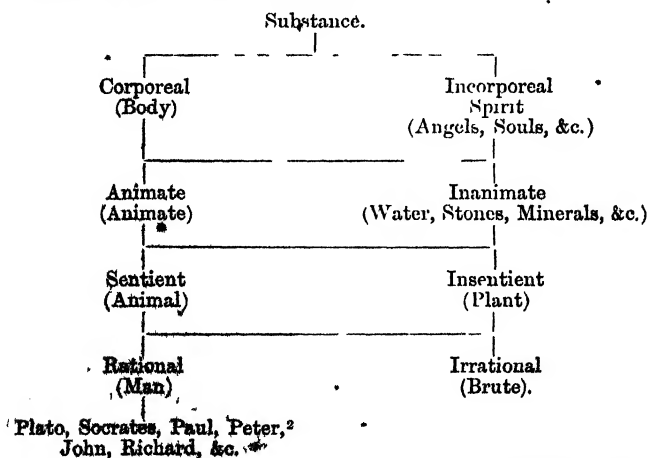 Substance.
Corporeal Incorporeal
(Body) Spirit
(Angels, Souls, &c.)
Animate Inanimate
(Animate) (Water, Stones, Minerals, &c.)
Sentient Insentient
(Animal) (Plant)
Rational Irrational
(Man) (Brute).
Plato, Socrates, Paul, Peter,²
John, Richard, &c.